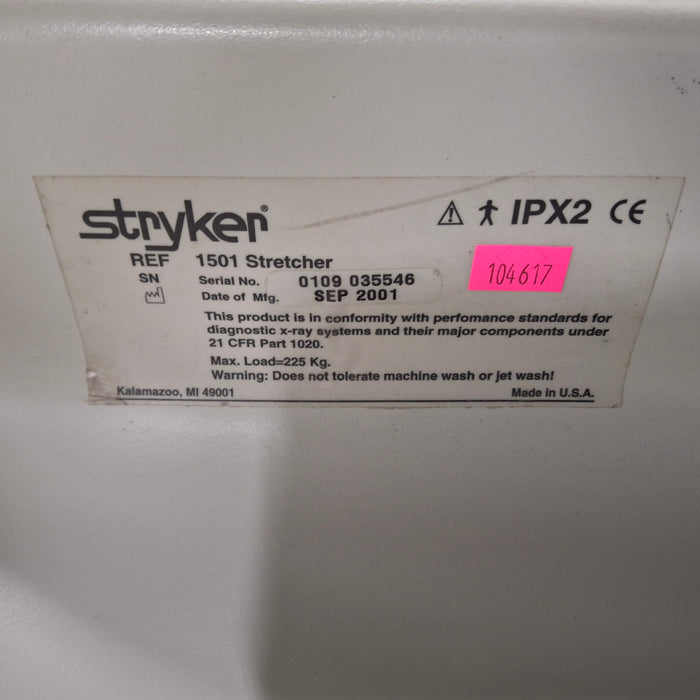 stryker®
IPX2 CE
REF 1501 Stretcher
SN Serial No. 0109 035546
Date of Mfg. SEP 2001
104617
This product is in conformity with perfomance standards for
diagnostic x-ray systems and their major components under
21 CFR Part 1020.
Max. Load=225 Kg.
Warning: Does not tolerate machine wash or jet wash!
Kalamazoo, MI 49001
Made in U.S.A.